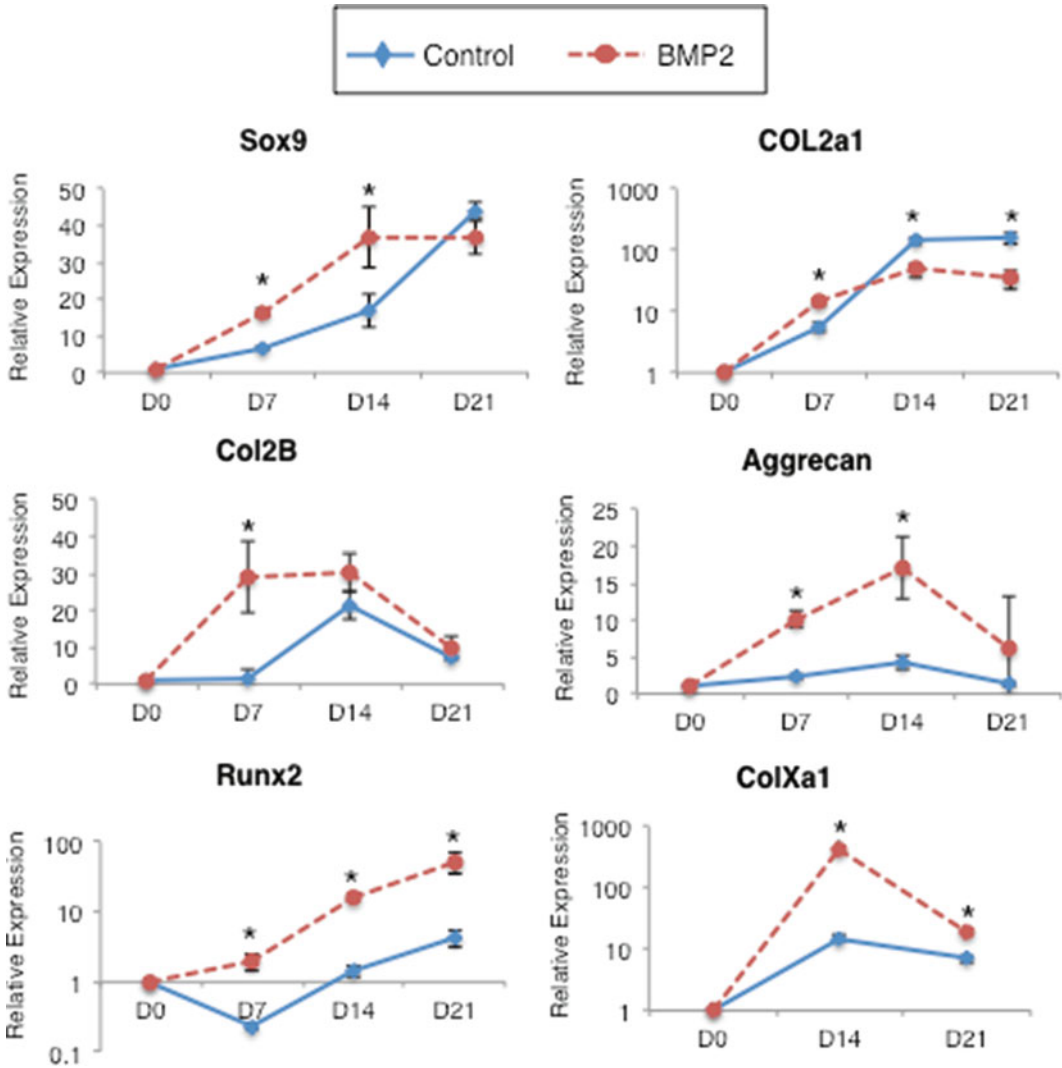 Control BMP2
Sox9
Relative Expression
50
40
30
20
10
0
D0 D7 D14 D21
* *
COL2a1
Relative Expression
1000
100
10
1
D0 D7 D14 D21
* * *
Col2B
Relative Expression
50
40
30
20
10
0
D0 D7 D14 D21
*
Aggrecan
Relative Expression
25
20
15
10
5
0
D0 D7 D14 D21
* *
Runx2
Relative Expression
100
10
1
0.1
D0 D7 D14 D21
* * *
ColXa1
Relative Expression
1000
100
10
1
D0 D14 D21
* *